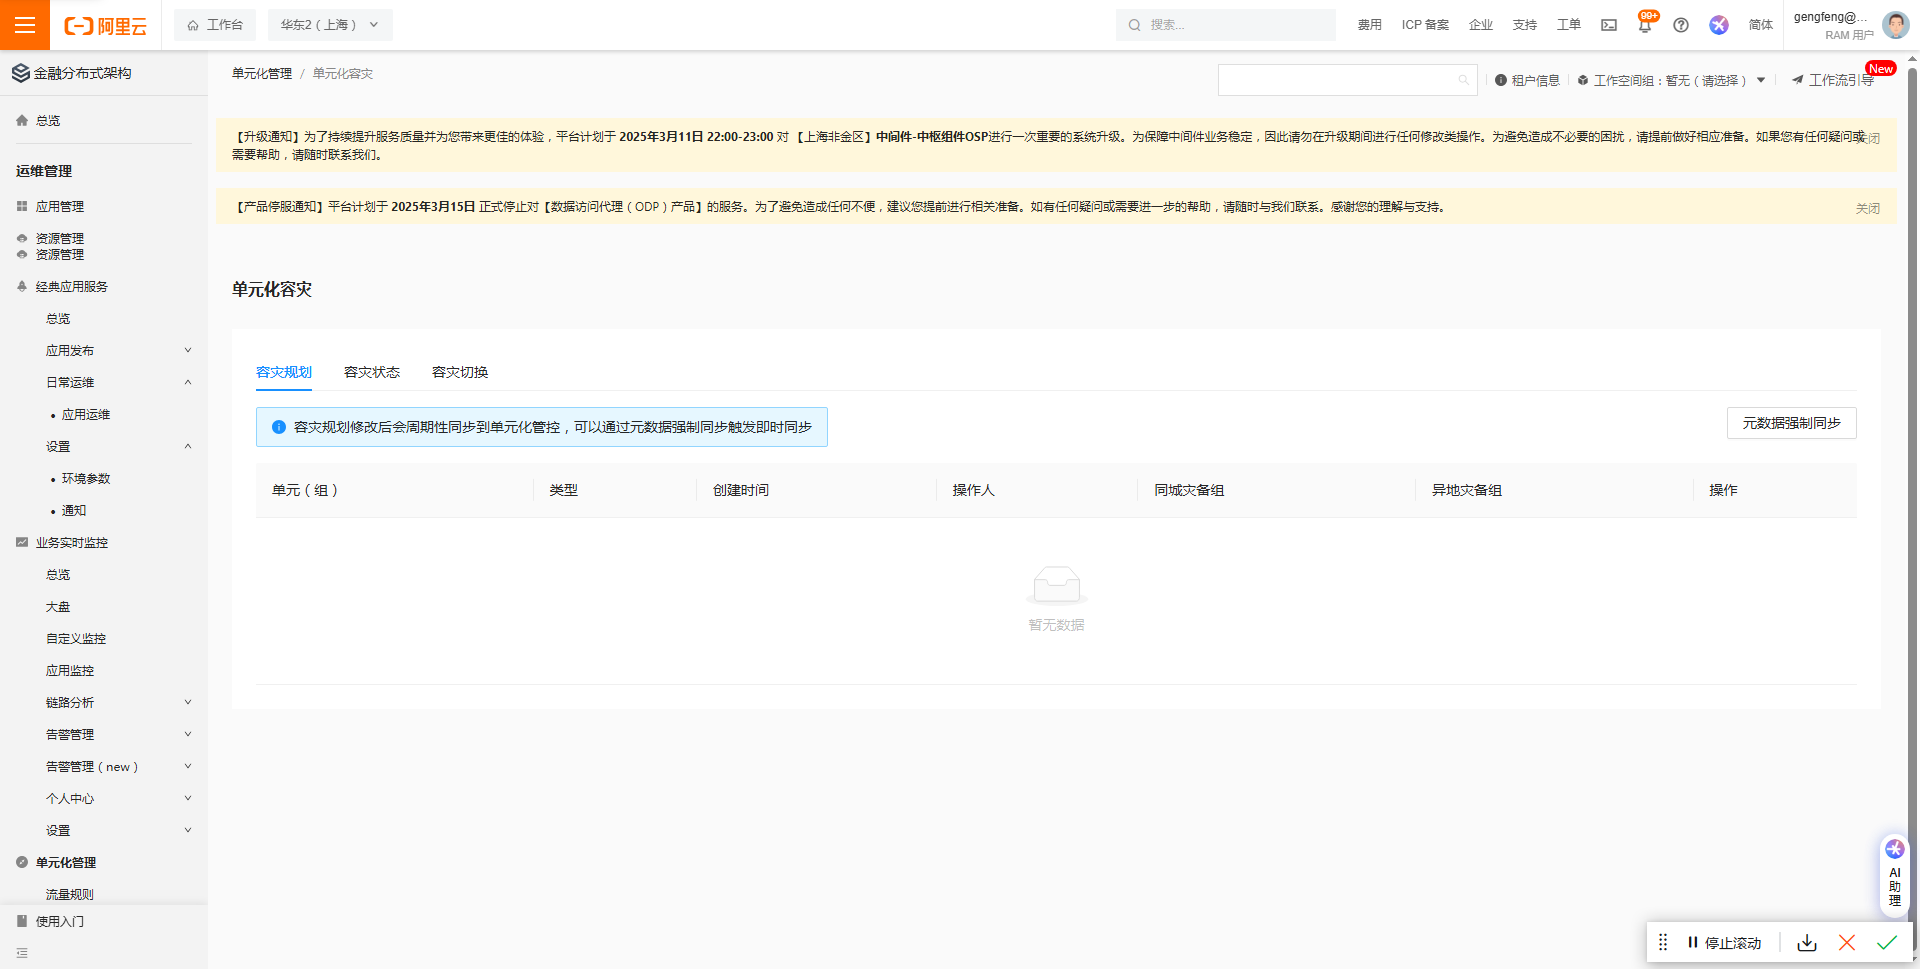 阿里云
工作台
华东2（上海）
搜索...
费用
ICP 备案
企业
支持
工单
99+
简体
gengfeng@...
RAM 用户
金融分布式架构
单元化管理 / 单元化容灾
租户信息
工作空间组：暂无（请选择）
工作流引导
New
总览
运维管理
应用管理
资源管理
资源管理
经典应用服务
总览
应用发布
日常运维
应用运维
设置
环境参数
通知
业务实时监控
总览
大盘
自定义监控
应用监控
链路分析
告警管理
告警管理（new）
个人中心
设置
单元化管理
流量规则
使用入门
【升级通知】为了持续提升服务质量并为您带来更佳的体验，平台计划于 2025年3月11日 22:00-23:00 对 【上海非金区】中间件-中枢组件OSP进行一次重要的系统升级。为保障中间件业务稳定，因此请勿在升级期间进行任何修改类操作。为避免造成不必要的困扰，请提前做好相应准备。如果您有任何疑问或
需要帮助，请随时联系我们。
关闭
【产品停服通知】平台计划于 2025年3月15日 正式停止对【数据访问代理（ODP）产品】的服务。为了避免造成任何不便，建议您提前进行相关准备。如有任何疑问或需要进一步的帮助，请随时与我们联系。感谢您的理解与支持。
关闭
单元化容灾
容灾规划
容灾状态
容灾切换
容灾规划修改后会周期性同步到单元化管控，可以通过元数据强制同步触发即时同步
元数据强制同步
单元（组）
类型
创建时间
操作人
同城灾备组
异地灾备组
操作
暂无数据
AI
助
理
停止滚动